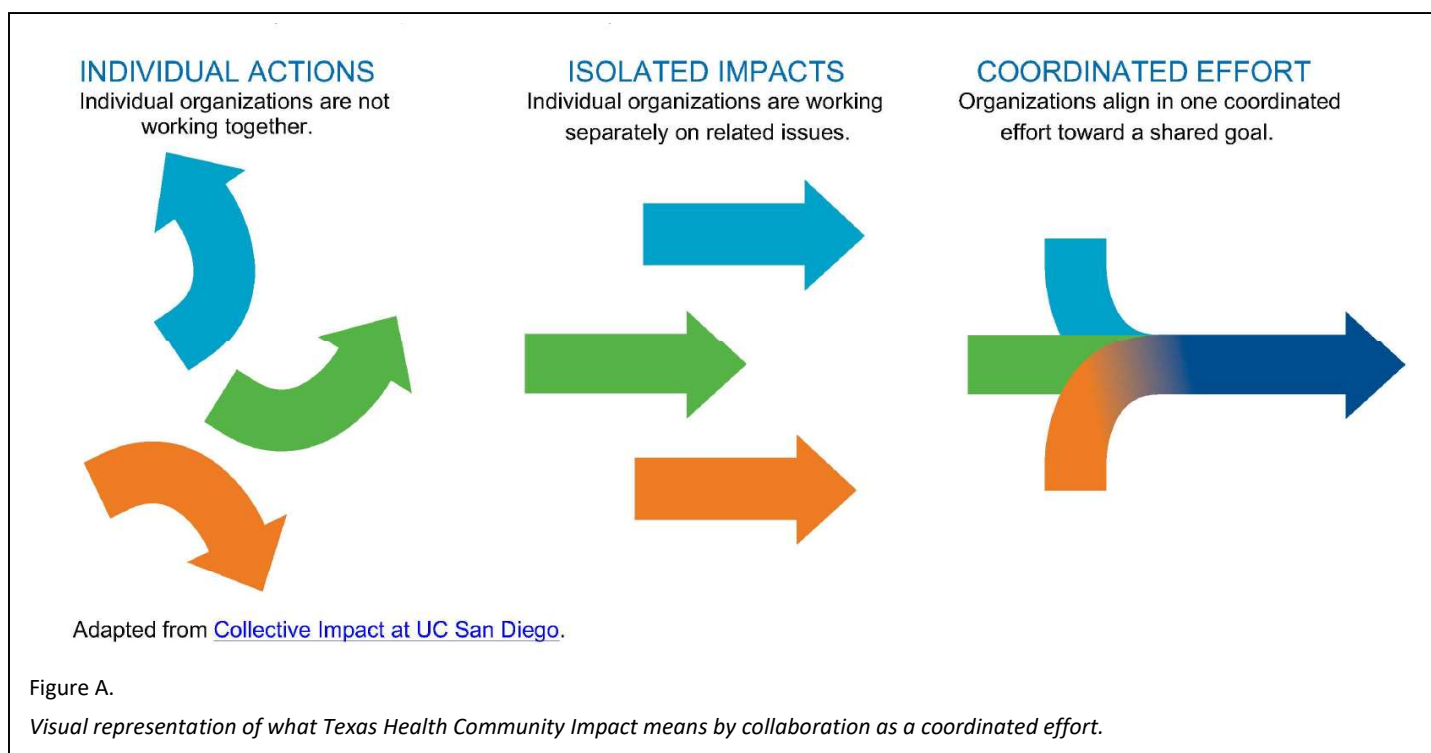 INDIVIDUAL ACTIONS
Individual organizations are not
working together.
ISOLATED IMPACTS
Individual organizations are working
separately on related issues.
COORDINATED EFFORT
Organizations align in one coordinated
effort toward a shared goal.
Adapted from Collective Impact at UC San Diego.
Figure A.
Visual representation of what Texas Health Community Impact means by collaboration as a coordinated effort.